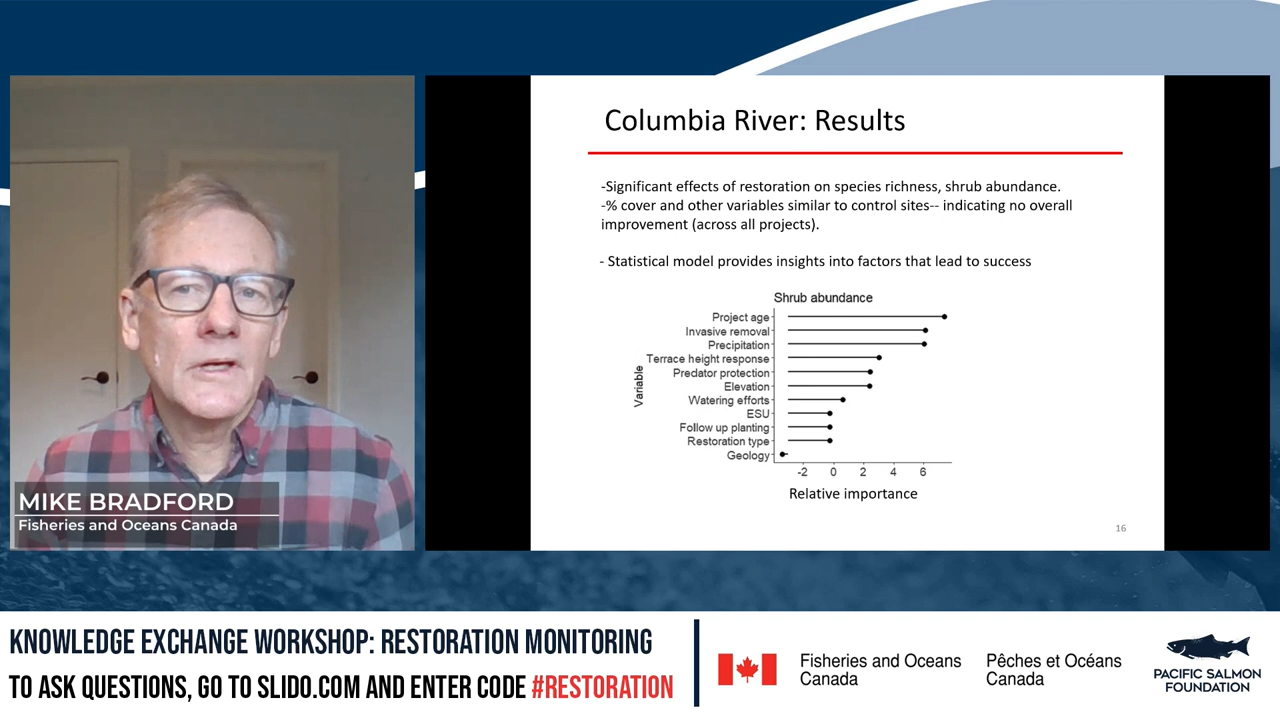 Columbia River: Results
-Significant effects of restoration on species richness, shrub abundance.
-% cover and other variables similar to control sites-- indicating no overall
improvement (across all projects).
- Statistical model provides insights into factors that lead to success
Shrub abundance
Variable
Project age
Invasive removal
Precipitation
Terrace height response
Predator protection
Elevation
Watering efforts
ESU
Follow up planting
Restoration type
Geology
-2 0 2 4 6
Relative importance
16
MIKE BRADFORD
Fisheries and Oceans Canada
KNOWLEDGE EXCHANGE WORKSHOP: RESTORATION MONITORING
TO ASK QUESTIONS, GO TO SLIDO.COM AND ENTER CODE #RESTORATION
Fisheries and Oceans
Canada
Pêches et Océans
Canada
PACIFIC SALMON
FOUNDATION